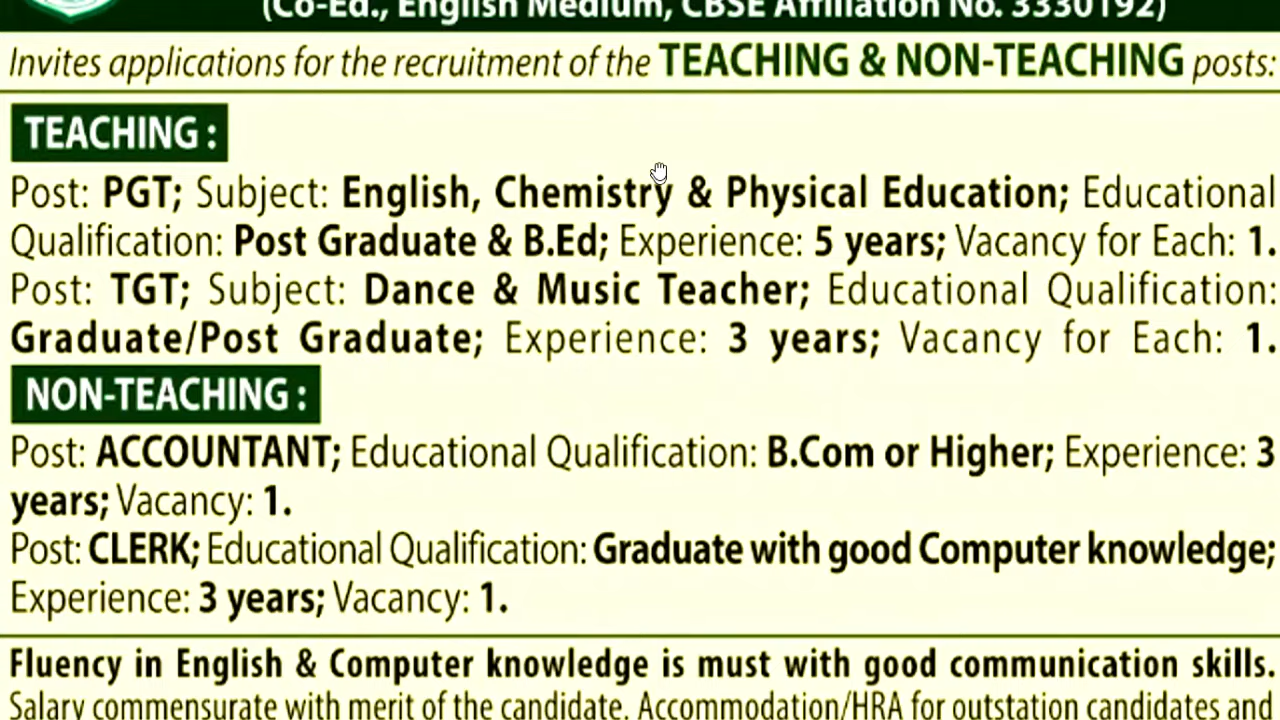 (Co-Ed., English Medium, CBSE Affiliation No. 3330192)
Invites applications for the recruitment of the TEACHING & NON-TEACHING posts:
TEACHING :
Post: PGT; Subject: English, Chemistry & Physical Education; Educational
Qualification: Post Graduate & B.Ed; Experience: 5 years; Vacancy for Each: 1.
Post: TGT; Subject: Dance & Music Teacher; Educational Qualification:
Graduate/Post Graduate; Experience: 3 years; Vacancy for Each: 1.
NON-TEACHING :
Post: ACCOUNTANT; Educational Qualification: B.Com or Higher; Experience: 3
years; Vacancy: 1.
Post: CLERK; Educational Qualification: Graduate with good Computer knowledge;
Experience: 3 years; Vacancy: 1.
Fluency in English & Computer knowledge is must with good communication skills.
Salary commensurate with merit of the candidate. Accommodation/HRA for outstation candidates and